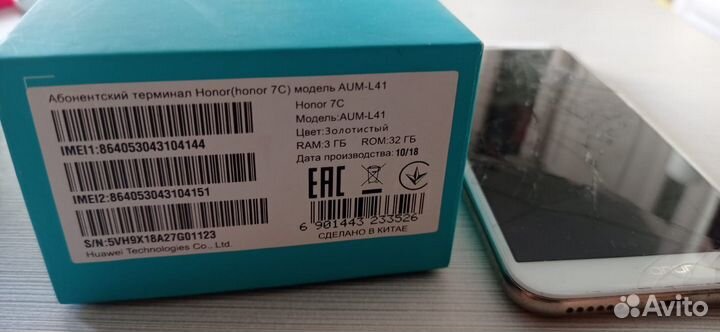 Абонентский терминал Honor(honor 7C) модель AUM-L41
IMEI1:864053043104144
IMEI2:864053043104151
S/N:5VH9X18A27G01123
Huawei Technologies Co., Ltd
Honor 7C
Модель:AUM-L41
Цвет:Золотистый
RAM:3 ГБ ROM:32 ГБ
Дата производства: 10/18
EAC
6 901443 233526
СДЕЛАНО В КИТАЕ
Avito